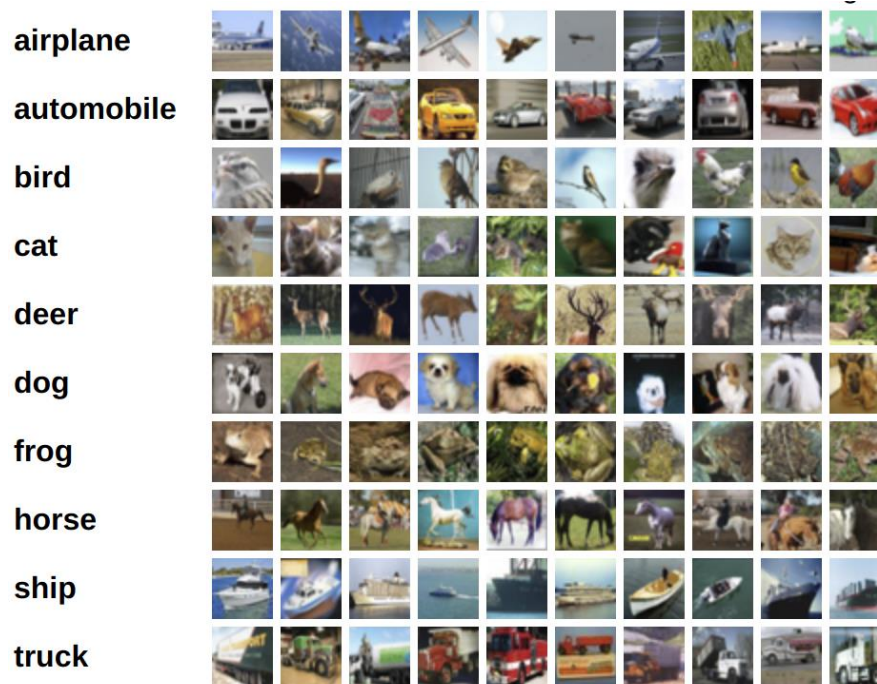 airplane
automobile
bird
cat
deer
dog
frog
horse
ship
truck